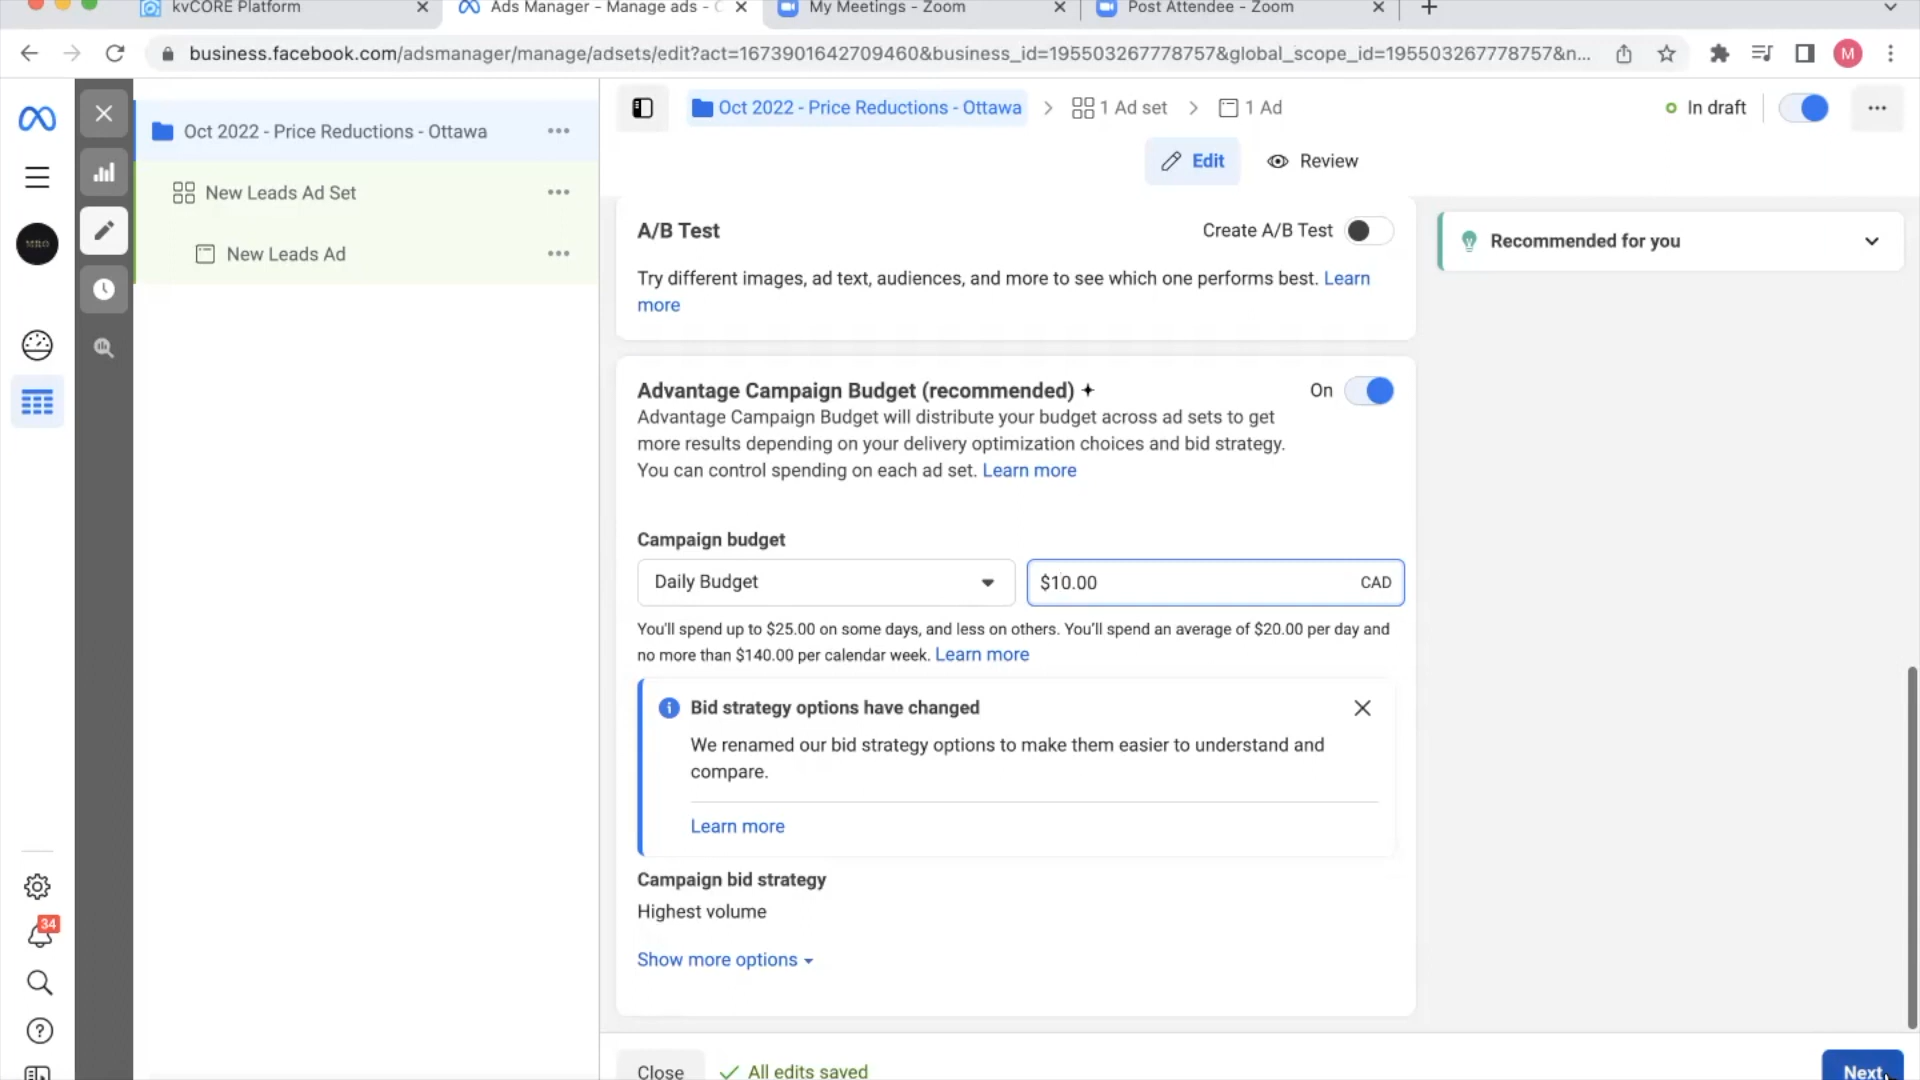 kvCORE Platform
Ads Manager - Manage ads -
My Meetings - Zoom
Post Attendee - Zoom
business.facebook.com/adsmanager/manage/adsets/edit?act=1673901642709460&business_id=195503267778757&global_scope_id=195503267778757&n...
M
Oct 2022 - Price Reductions - Ottawa
1 Ad set
1 Ad
In draft
Oct 2022 - Price Reductions - Ottawa
New Leads Ad Set
New Leads Ad
MRO
34
Edit
Review
A/B Test
Create A/B Test
Try different images, ad text, audiences, and more to see which one performs best. Learn
more
Recommended for you
Advantage Campaign Budget (recommended)
On
Advantage Campaign Budget will distribute your budget across ad sets to get
more results depending on your delivery optimization choices and bid strategy.
You can control spending on each ad set. Learn more
Campaign budget
Daily Budget
$10.00
CAD
You'll spend up to $25.00 on some days, and less on others. You'll spend an average of $20.00 per day and
no more than $140.00 per calendar week. Learn more
Bid strategy options have changed
We renamed our bid strategy options to make them easier to understand and
compare.
Learn more
Campaign bid strategy
Highest volume
Show more options
Close
All edits saved
Next